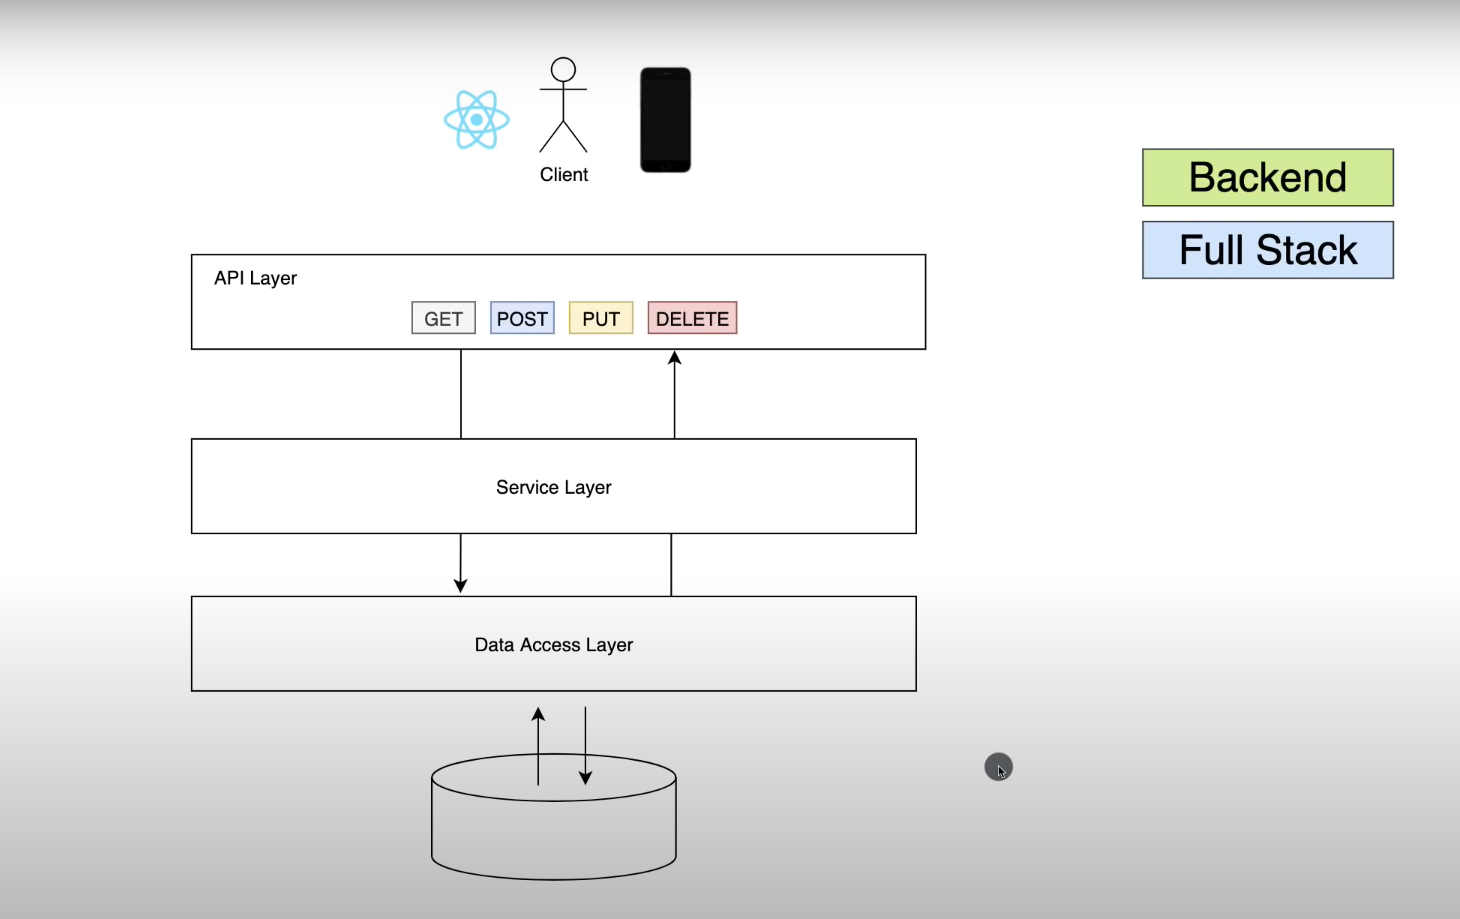 Client
Backend
Full Stack
API Layer
GET
POST
PUT
DELETE
Service Layer
Data Access Layer